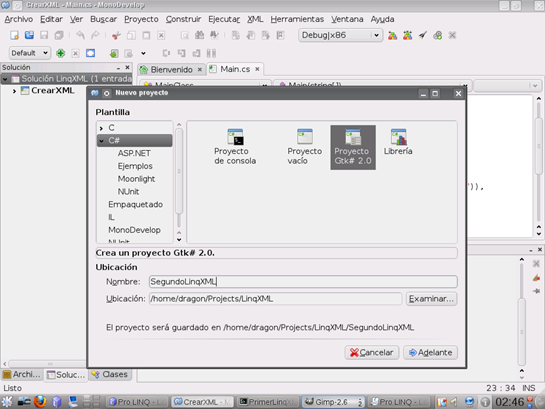 CrearXML - Main.cs - MonoDevelop
Archivo Editar Ver Buscar Proyecto Construir Ejecutar XML Herramientas Ventana Ayuda
Debug|x86
Default
Solución
Bienvenido
Main.cs
Solución LinqXML (1 entrada
MainClass
Main(string[])
CrearXML
Nuevo proyecto
Plantilla
C
C#
ASP.NET
Ejemplos
Moonlight
NUnit
Empaquetado
IL
MonoDevelop
NUnit
Proyecto
de consola
Proyecto
vacío
Proyecto
Gtk# 2.0
Librería
")),
Crea un proyecto Gtk# 2.0.
Ubicación
Nombre: SegundoLinqXML
Ubicación: /home/dragon/Projects/LinqXML Examinar...
El proyecto será guardado en /home/dragon/Projects/LinqXML/SegundoLinqXML
Cancelar Adelante
Archi... Soluc... Clases
Listo
23 : 34 INS
Pro LINQ - CrearXML - M PrimerLinq Gimp-2.6 Pro LINQ -
02:46